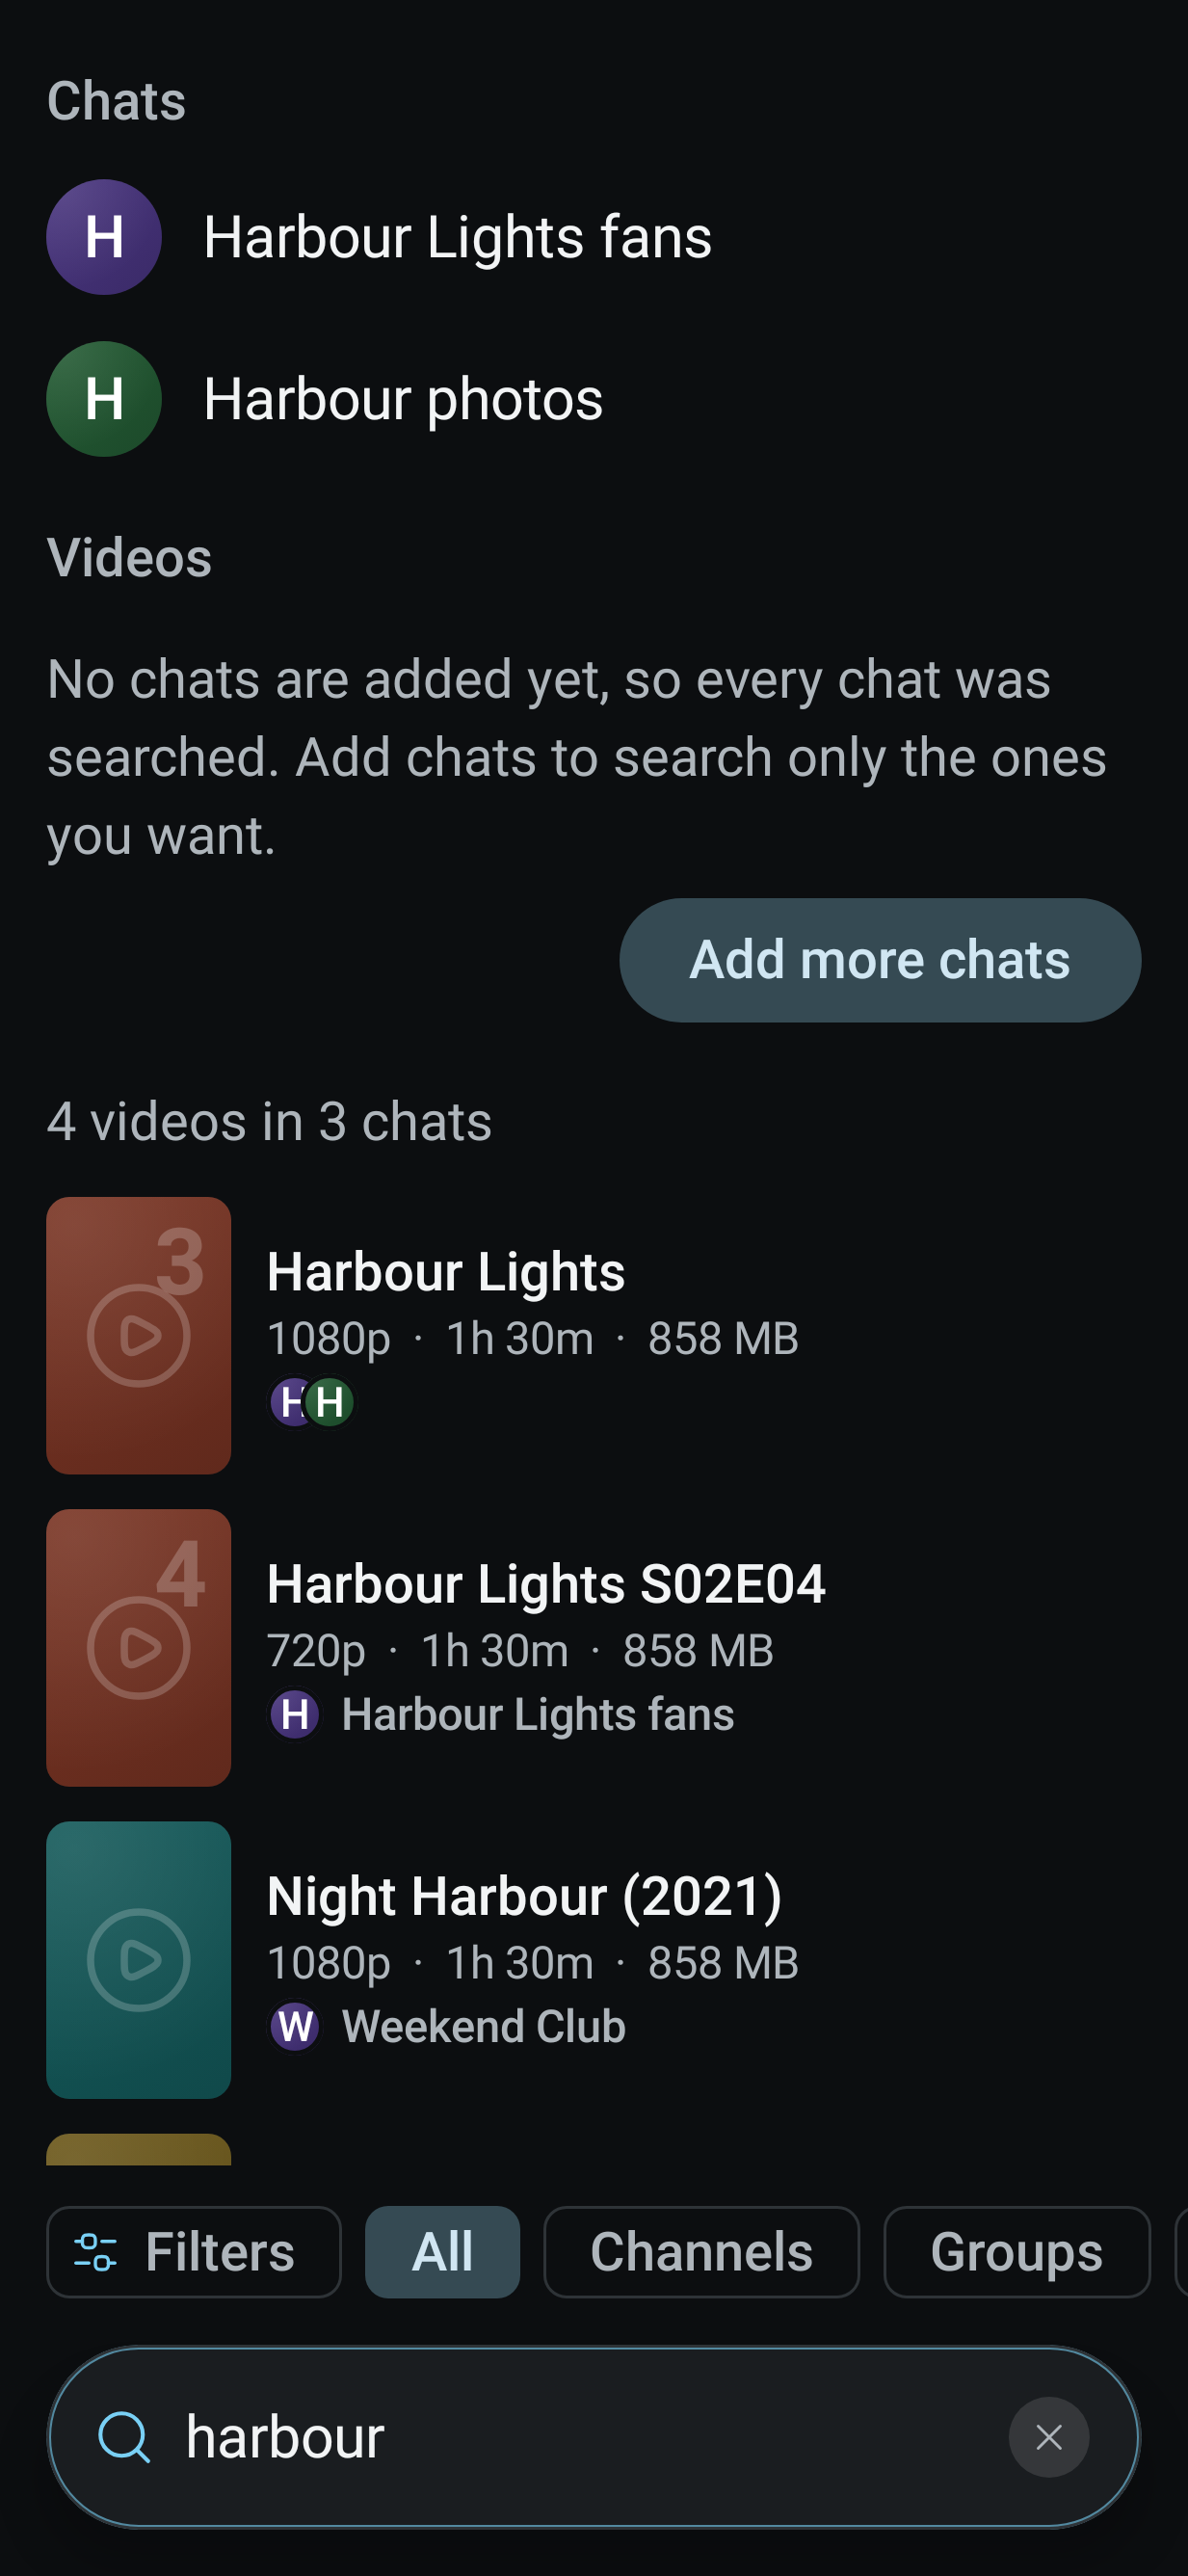 Chats
H
Harbour Lights fans
H
Harbour photos
Videos
No chats are added yet, so every chat was
searched. Add chats to search only the ones
you want.
Add more chats
4 videos in 3 chats
3
Harbour Lights
1080p · 1h 30m · 858 MB
H H
4
Harbour Lights S02E04
720p · 1h 30m · 858 MB
H Harbour Lights fans
Night Harbour (2021)
1080p · 1h 30m · 858 MB
W Weekend Club
Filters All Channels Groups
harbour